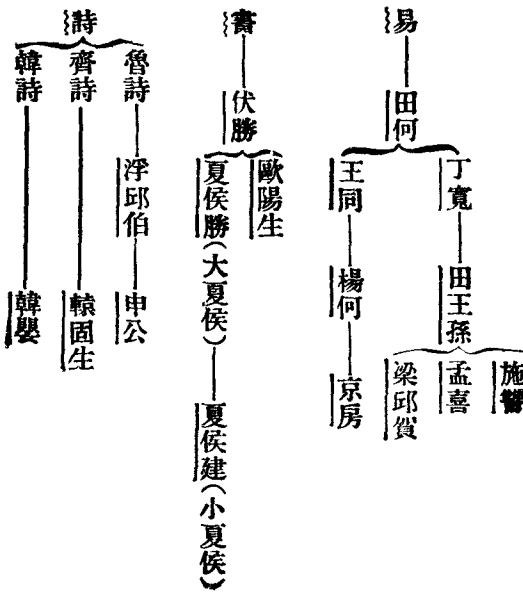 易
田何
丁寬
田王孫
施讐
孟喜
梁邱賀
王同
楊何
京房
書
伏勝
歐陽生
夏侯勝(大夏侯)
夏侯建(小夏侯)
詩
魯詩
浮邱伯
申公
齊詩
轅固生
韓詩
韓嬰